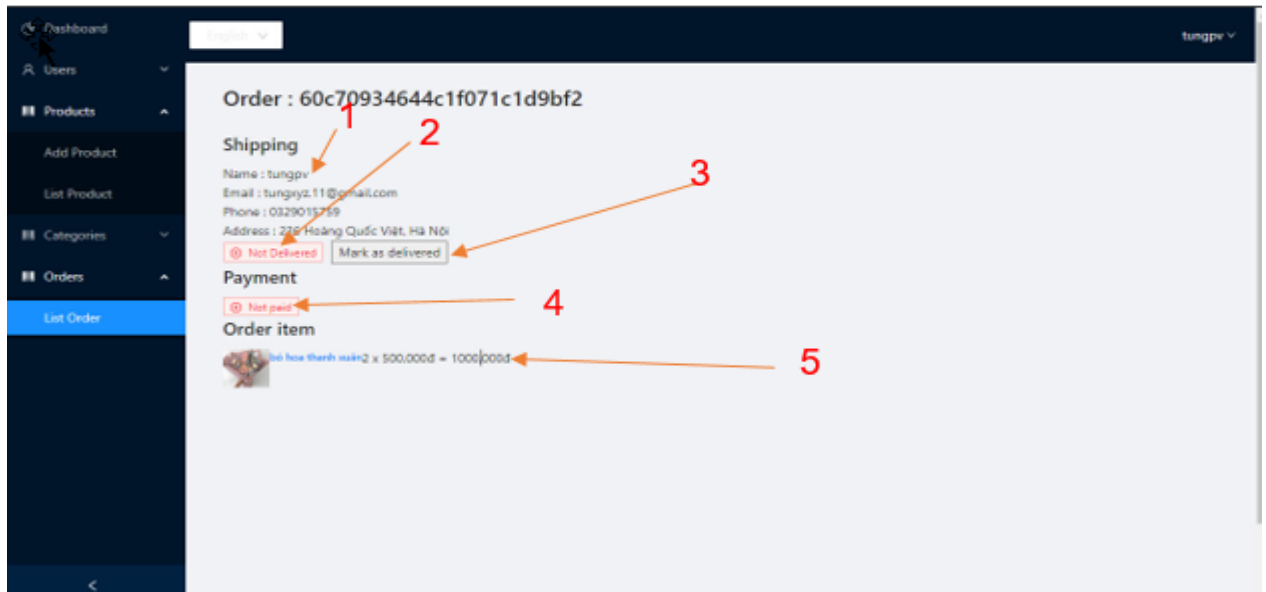 Dashboard
English
tungpv
Users
Products
Add Product
List Product
Categories
Orders
List Order
Order : 60c70934644c1f071c1d9bf2
1
2
3
Shipping
Name : tungpv
Email : tungxyz.11@gmail.com
Phone : 0329015759
Address : 276 Hoàng Quốc Việt, Hà Nội
Not Delivered Mark as delivered
Payment
4
Not paid
Order item
bó hoa thanh xuân2 x 500.000đ = 1000.000đ
5